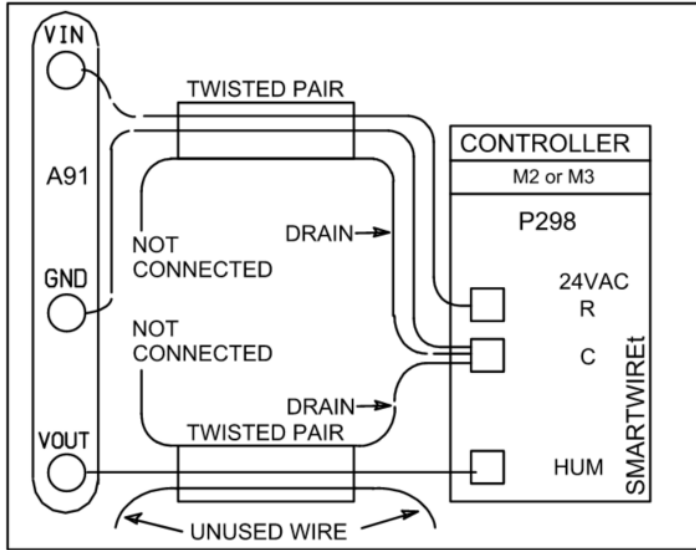 VIN
TWISTED PAIR
CONTROLLER
M2 or M3
A91
P298
DRAIN
NOT
CONNECTED
24VAC
R
GND
NOT
CONNECTED
C
SMARTWIREt
DRAIN
TWISTED PAIR
VOUT
HUM
UNUSED WIRE